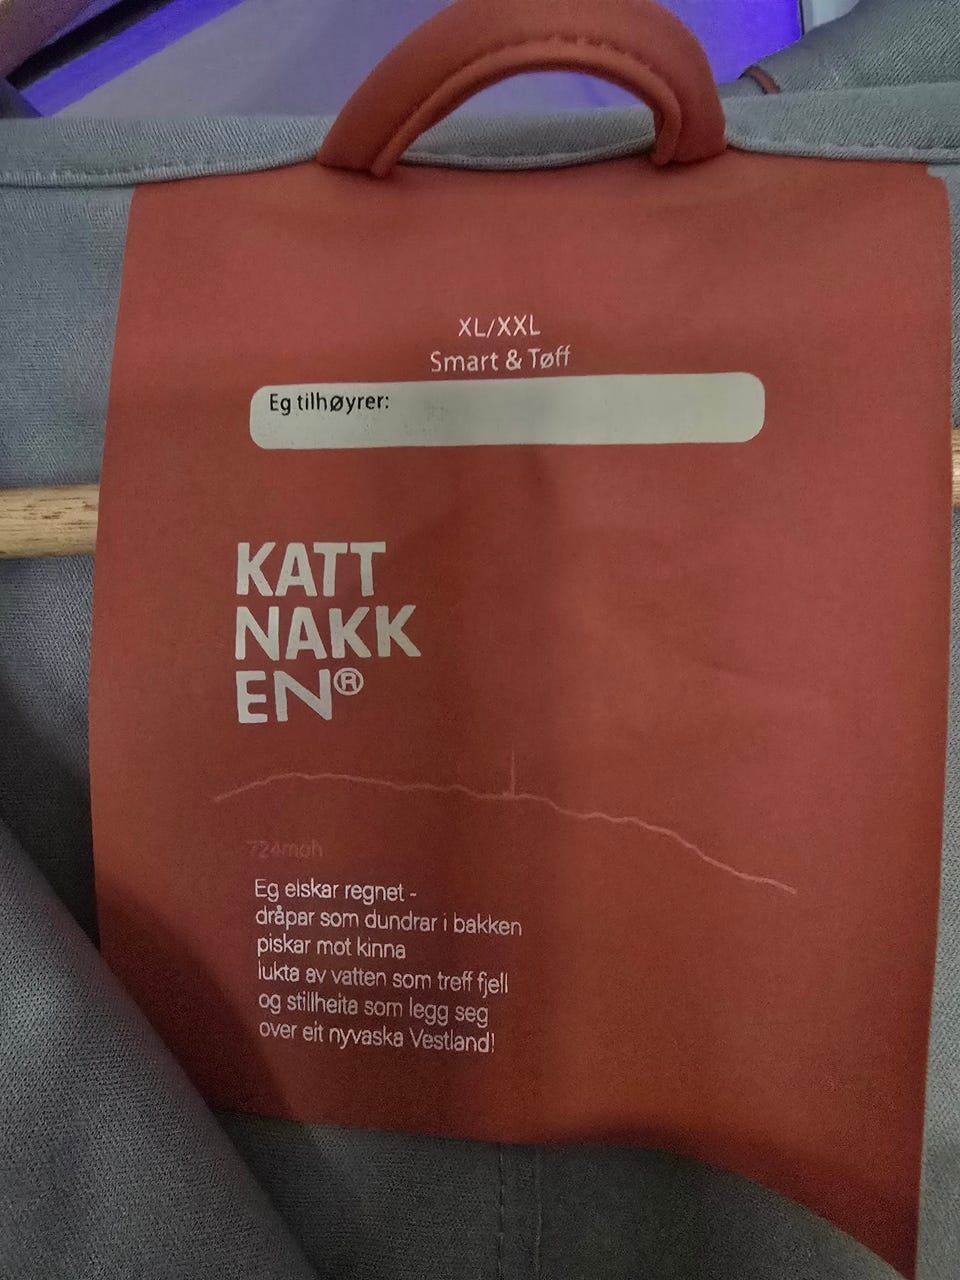 XL/XXL
Smart & Tøff
Eg tilhøyrer:
KATT
NAKK
EN®
724moh
Eg elskar regnet -
dråpar som dundrar i bakken
piskar mot kinna
lukta av vatten som treff fjell
og stillheita som legg seg
over eit nyvaska Vestland!